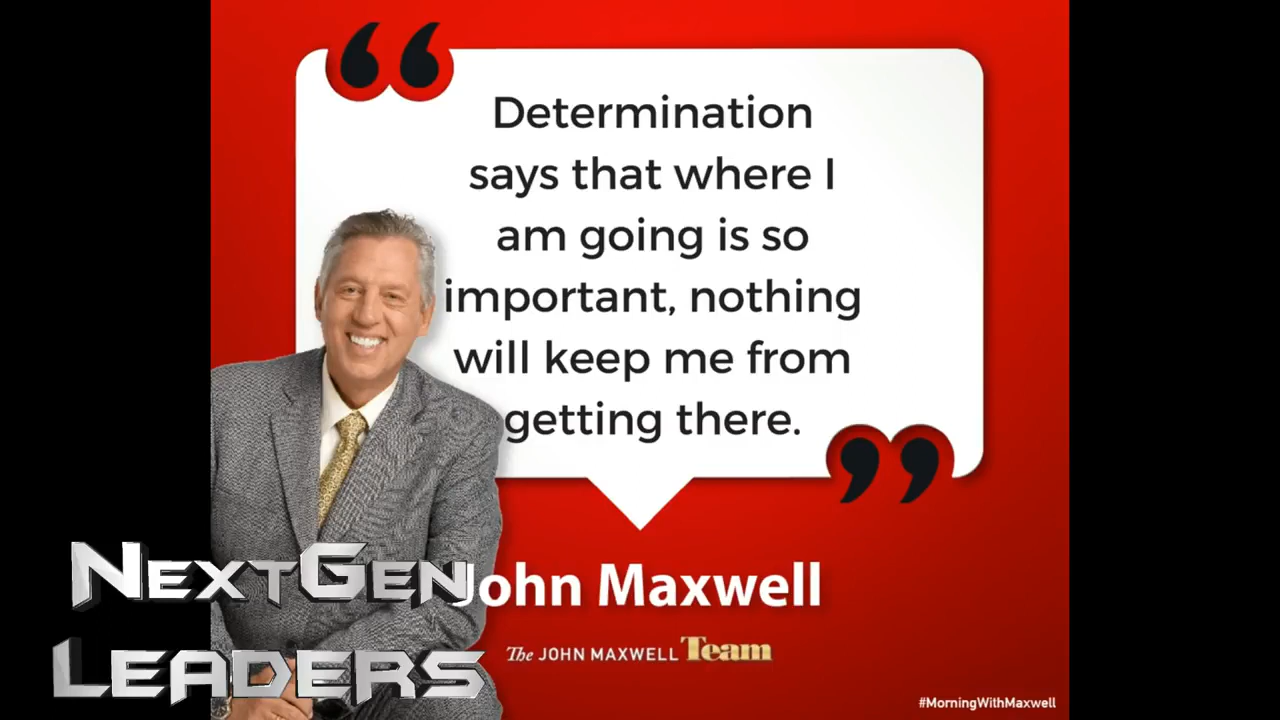 “
Determination
says that where I
am going is so
important, nothing
will keep me from
getting there.
”
John Maxwell
The JOHN MAXWELL Team
#MorningWithMaxwell
NEXTGEN
LEADERS